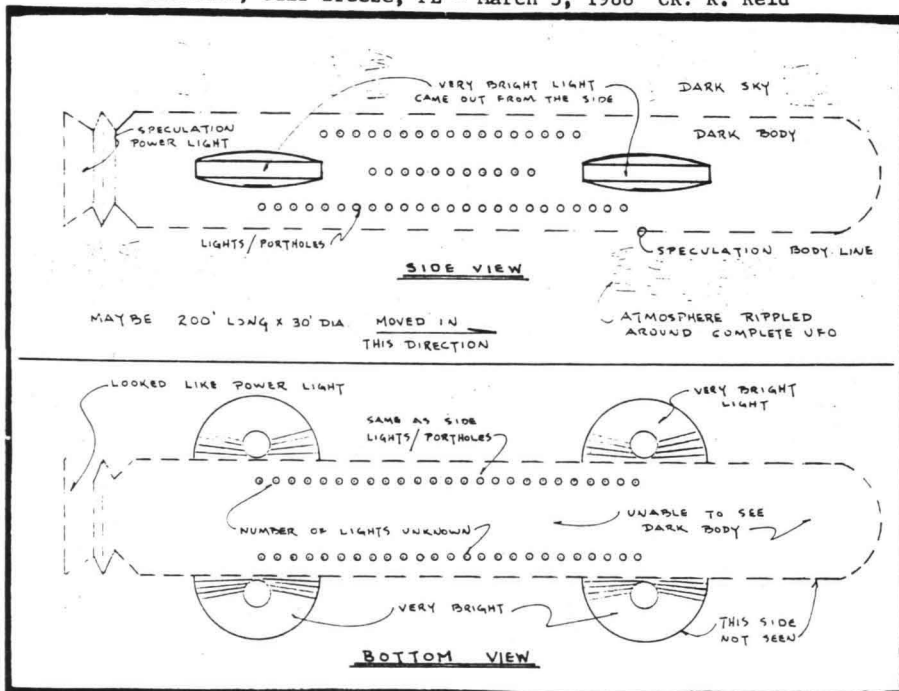 March 5, 1988 CR. R. Reid
VERY BRIGHT LIGHT
CAME OUT FROM THE SIDE
DARK SKY
SPECULATION
POWER LIGHT
DARK BODY
LIGHTS/PORTHOLES
SPECULATION BODY LINE
SIDE VIEW
MAYBE 200' LONG x 30' DIA.
MOVED IN
THIS DIRECTION
ATMOSPHERE RIPPLED
AROUND COMPLETE UFO
LOOKED LIKE POWER LIGHT
VERY BRIGHT
LIGHT
SAME AS SIDE
LIGHTS/PORTHOLES
NUMBER OF LIGHTS UNKNOWN
UNABLE TO SEE
DARK BODY
VERY BRIGHT
THIS SIDE
NOT SEEN
BOTTOM VIEW